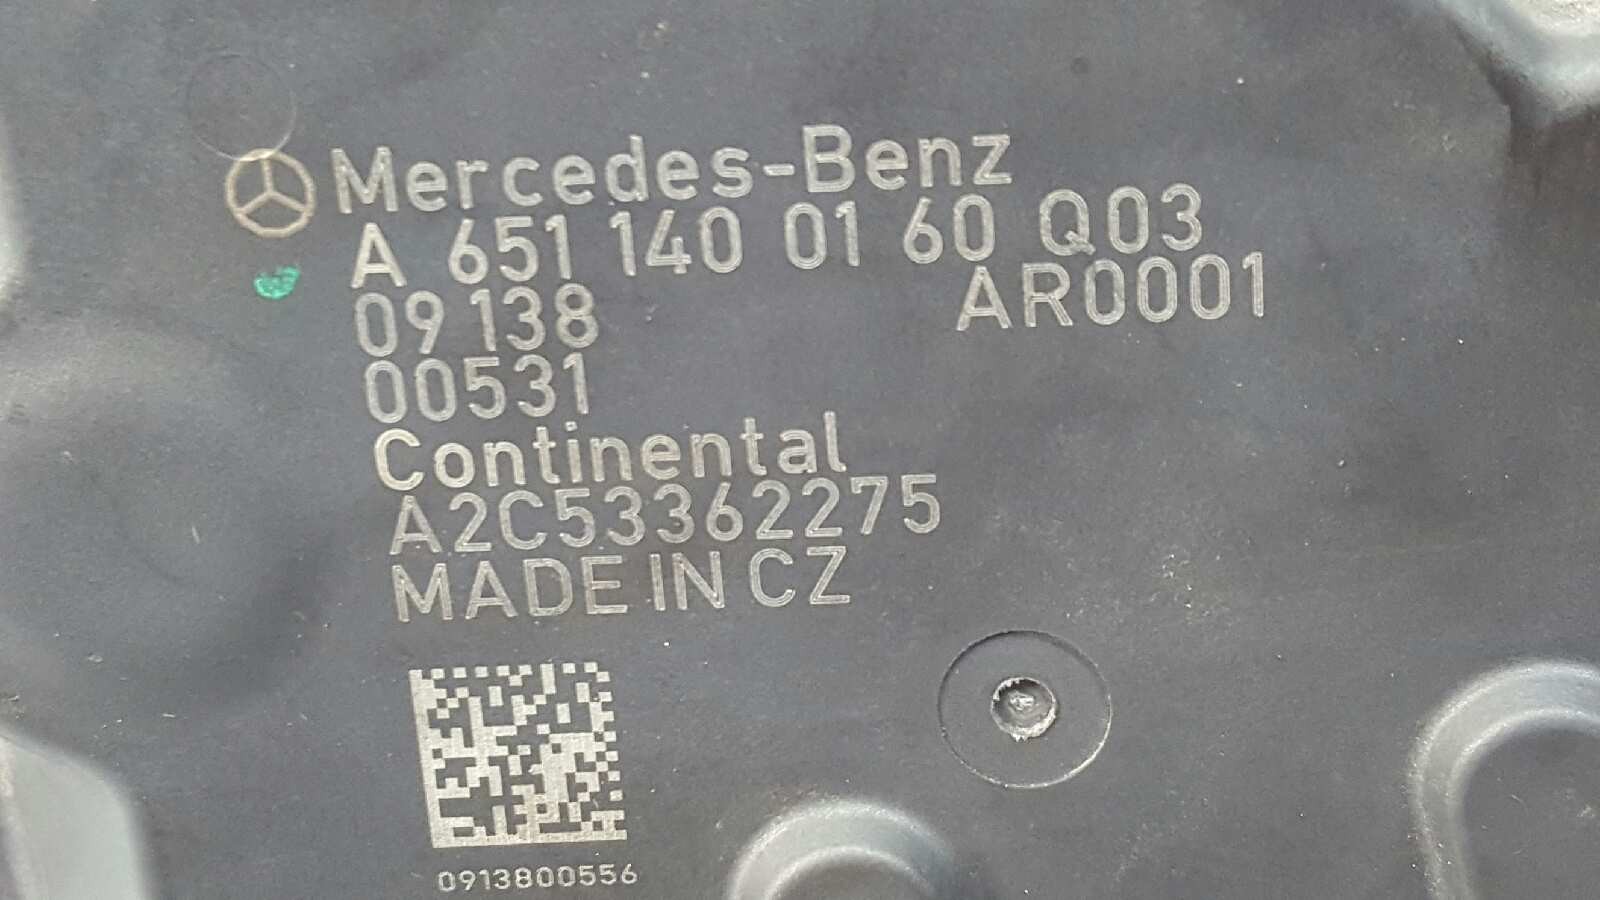 Mercedes-Benz
A 651 140 01 60 Q03
09 138 AR0001
00531
Continental
A2C53362275
MADE IN CZ
0913800556